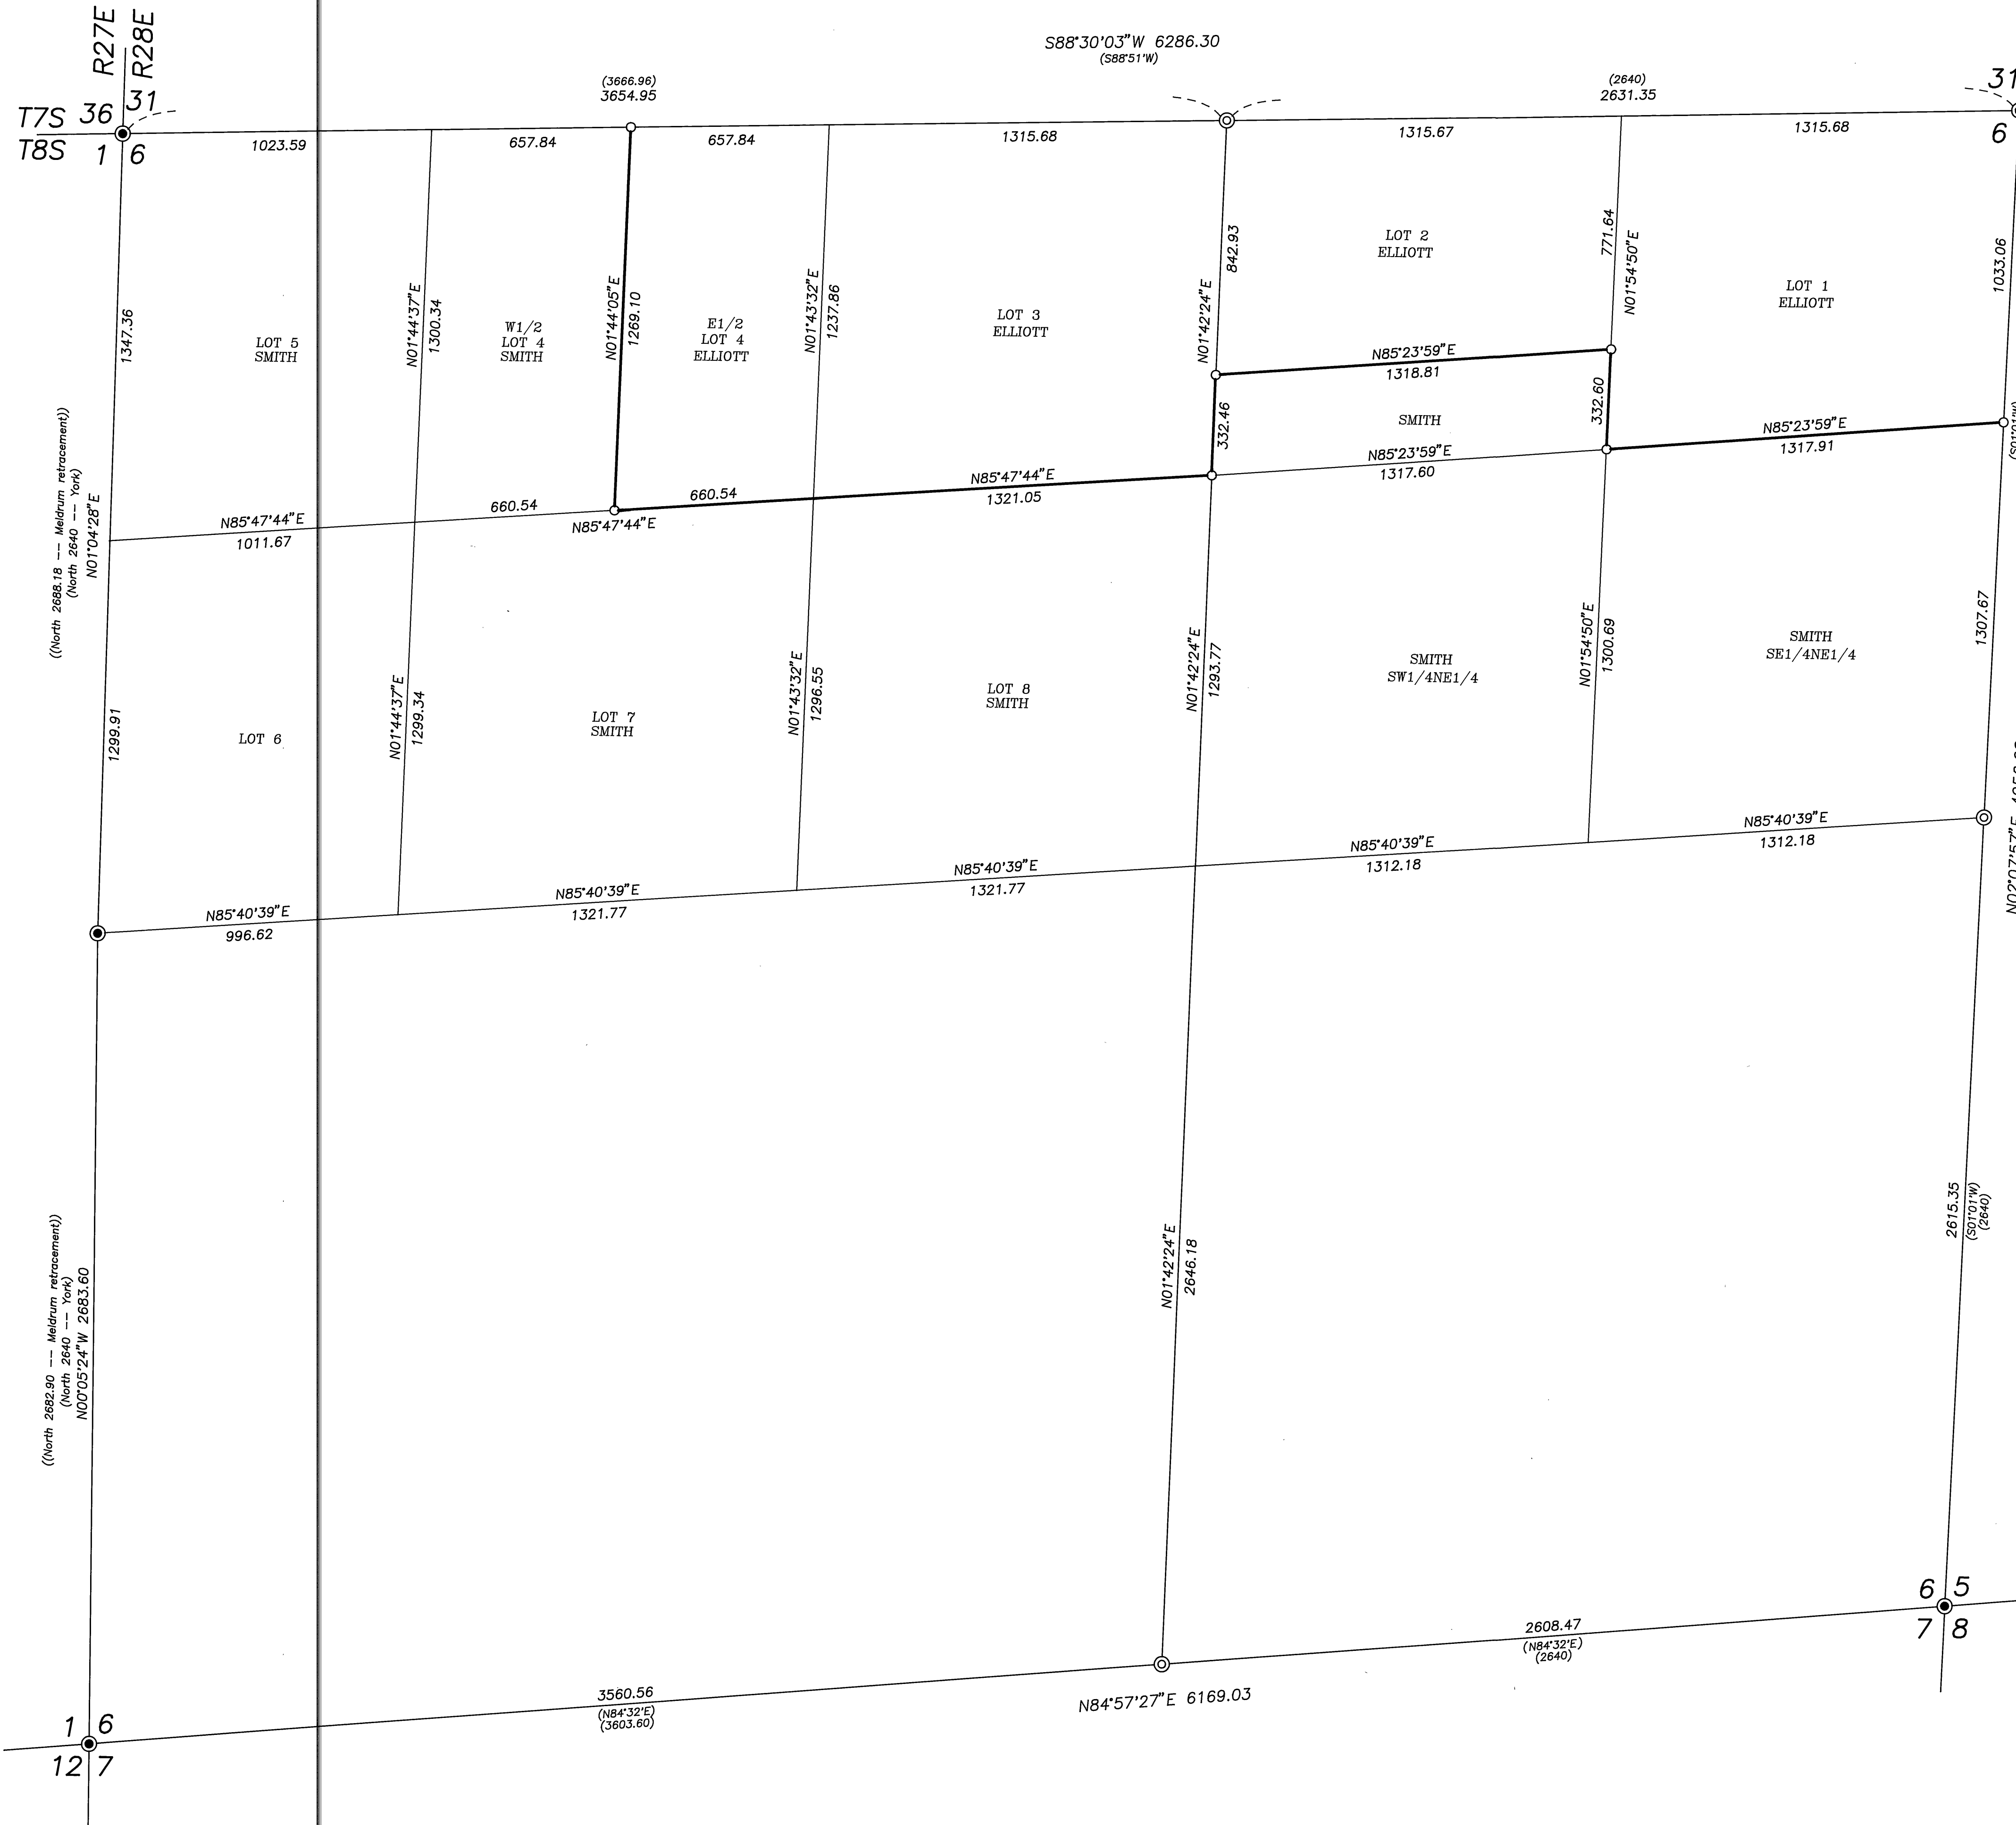 R27E
R28E
S88°30'03"W 6286.30
(S88°51'W)
(3666.96)
3654.95
(2640)
2631.35
T7S
36
31
31
T8S
1
6
6
1023.59
657.84
657.84
1315.68
1315.67
1315.68
1347.36
LOT 5
SMITH
N01°44'37"E
1300.34
W1/2
LOT 4
SMITH
N01°44'05"E
1269.10
E1/2
LOT 4
ELLIOTT
N01°43'32"E
1237.86
LOT 3
ELLIOTT
N01°42'24"E
842.93
LOT 2
ELLIOTT
771.64
N01°54'50"E
LOT 1
ELLIOTT
1033.06
N85°23'59"E
1318.81
332.46
SMITH
332.60
N85°23'59"E
1317.60
N85°23'59"E
1317.91
(S01°01'W)
((North 2688.18 -- Meldrum retracement))
(North 2640 -- York)
N01°04'28"E
N85°47'44"E
1011.67
660.54
N85°47'44"E
660.54
N85°47'44"E
1321.05
1299.91
LOT 6
N01°44'37"E
1299.34
LOT 7
SMITH
N01°43'32"E
1296.55
LOT 8
SMITH
N01°42'24"E
1293.77
SMITH
SW1/4NE1/4
N01°54'50"E
1300.69
SMITH
SE1/4NE1/4
1307.67
N02°07'57"E
N85°40'39"E
996.62
N85°40'39"E
1321.77
N85°40'39"E
1321.77
N85°40'39"E
1312.18
N85°40'39"E
1312.18
((North 2682.90 -- Meldrum retracement))
(North 2640 -- York)
N00°05'24"W 2683.60
N01°42'24"E
2646.18
2615.35
(S01°01'W)
(2640)
6
5
7
8
2608.47
(N84°32'E)
(2640)
3560.56
(N84°32'E)
(3603.60)
N84°57'27"E 6169.03
1
6
12
7